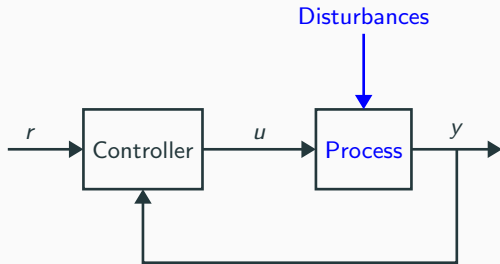 Disturbances
r
Controller
u
Process
y